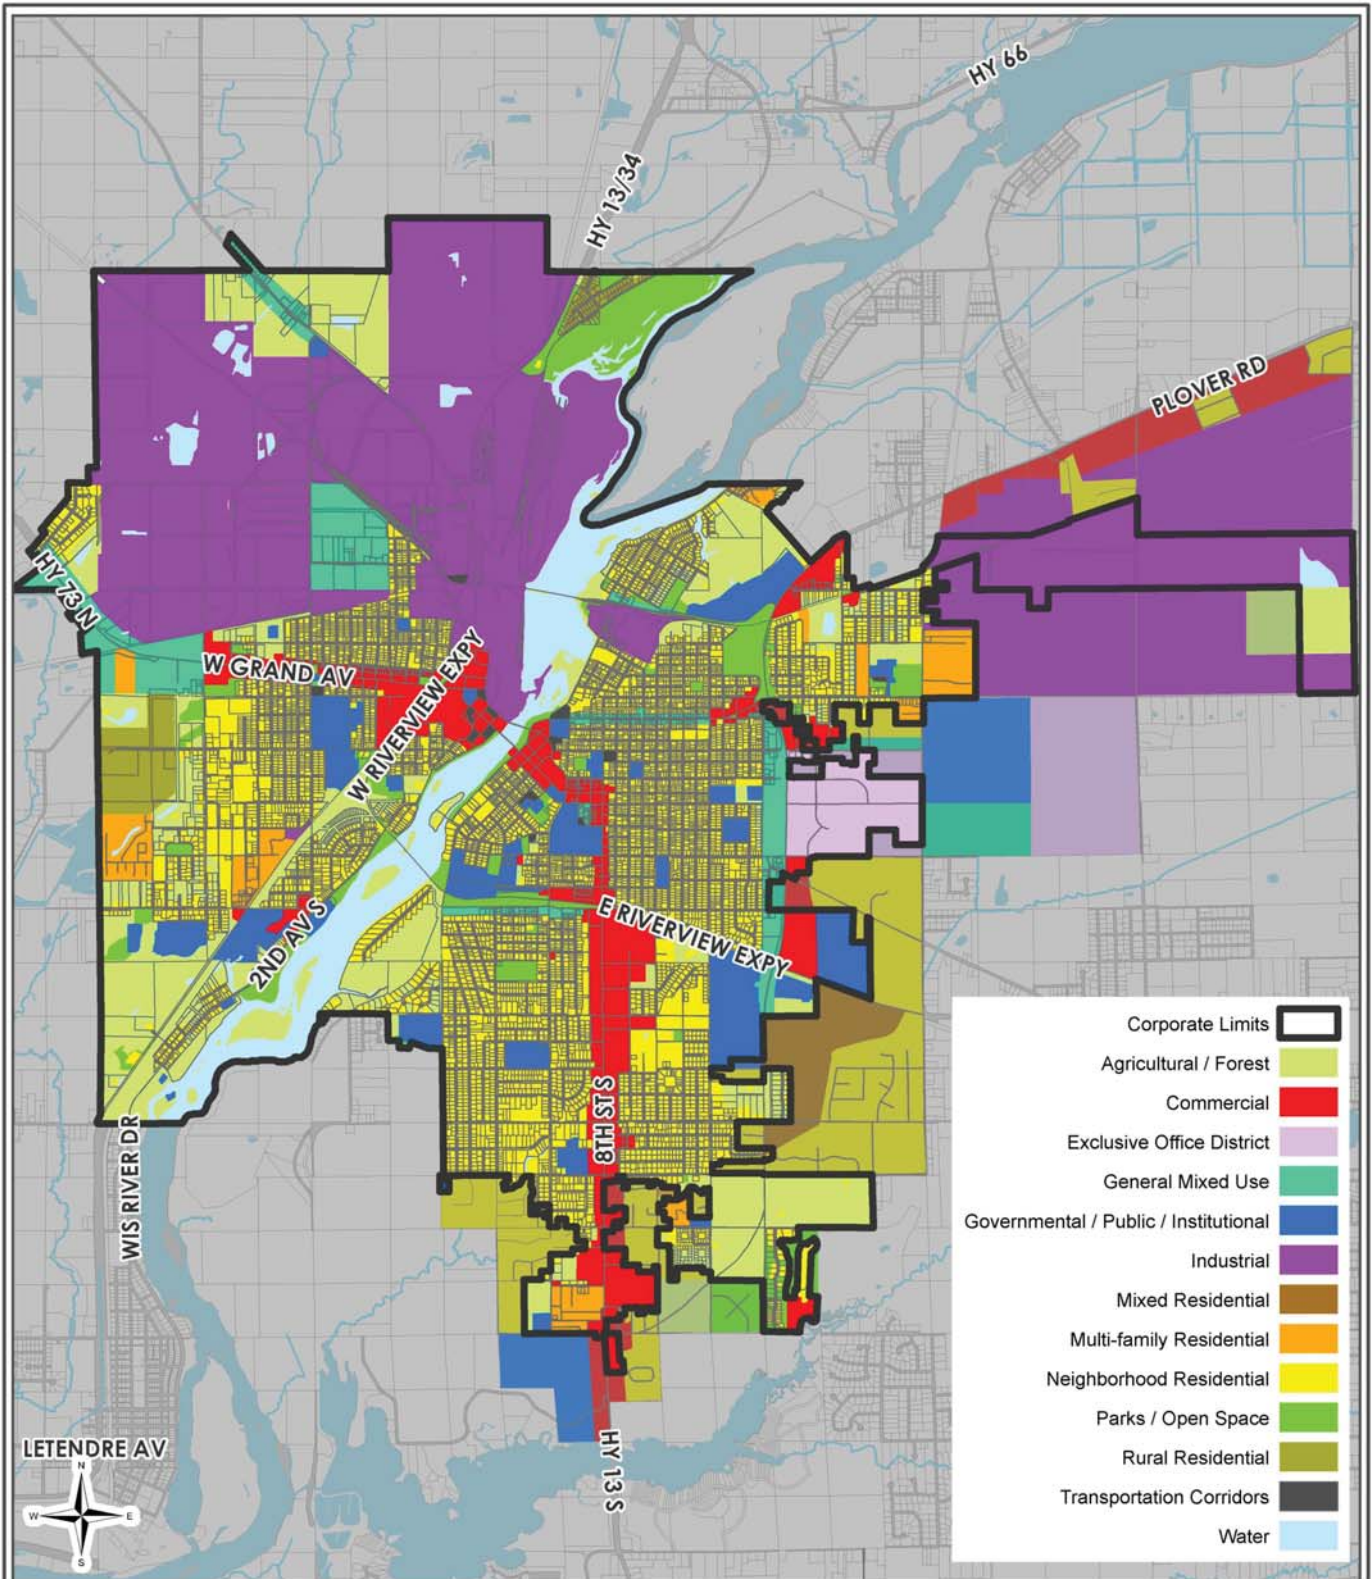 HY 66
HY 13/34
PLOVER RD
HY 73 N
W GRAND AV
W RIVERVIEW EXPY
2ND AV S
E RIVERVIEW EXPY
8TH ST S
WIS RIVER DR
HY 13 S
LETENDRE AV
N
W
E
S
Corporate Limits
Agricultural / Forest
Commercial
Exclusive Office District
General Mixed Use
Governmental / Public / Institutional
Industrial
Mixed Residential
Multi-family Residential
Neighborhood Residential
Parks / Open Space
Rural Residential
Transportation Corridors
Water